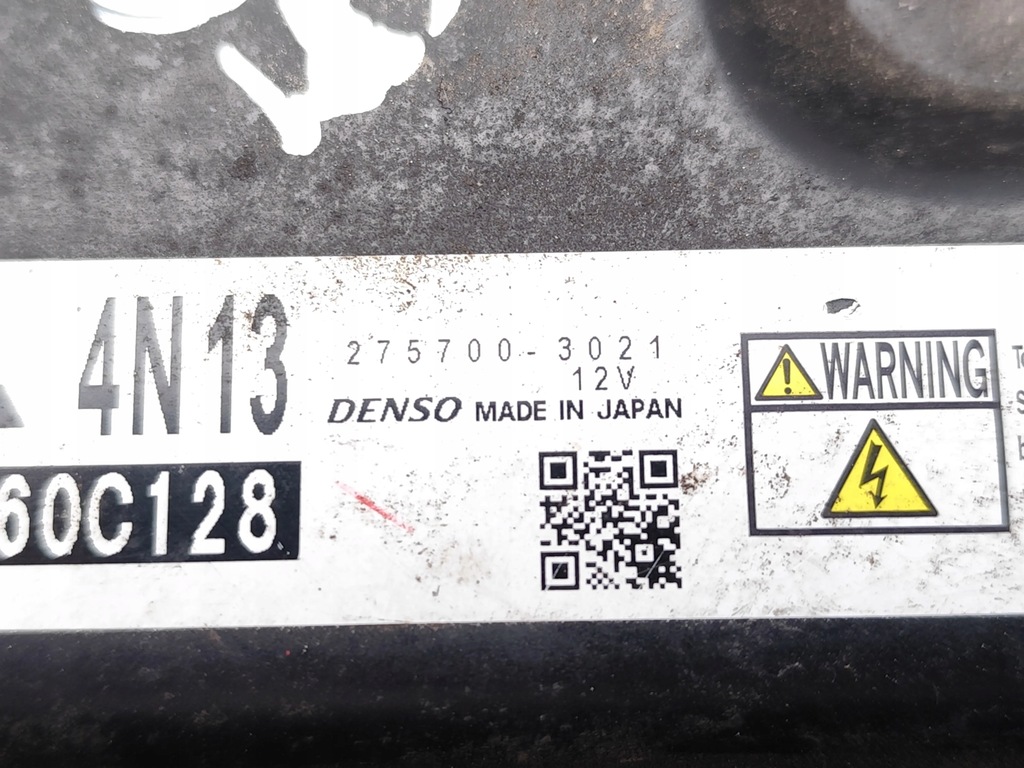 4N13
275700-3021
12V
DENSO MADE IN JAPAN
60C128
WARNING